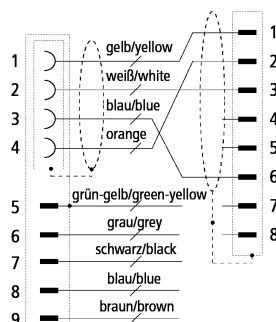 gelb/yellow
1
1
2
weiß/white
2
3
blau/blue
3
4
orange
4
5
6
grün-gelb/green-yellow
5
7
grau/grey
6
8
schwarz/black
7
blau/blue
8
braun/brown
9